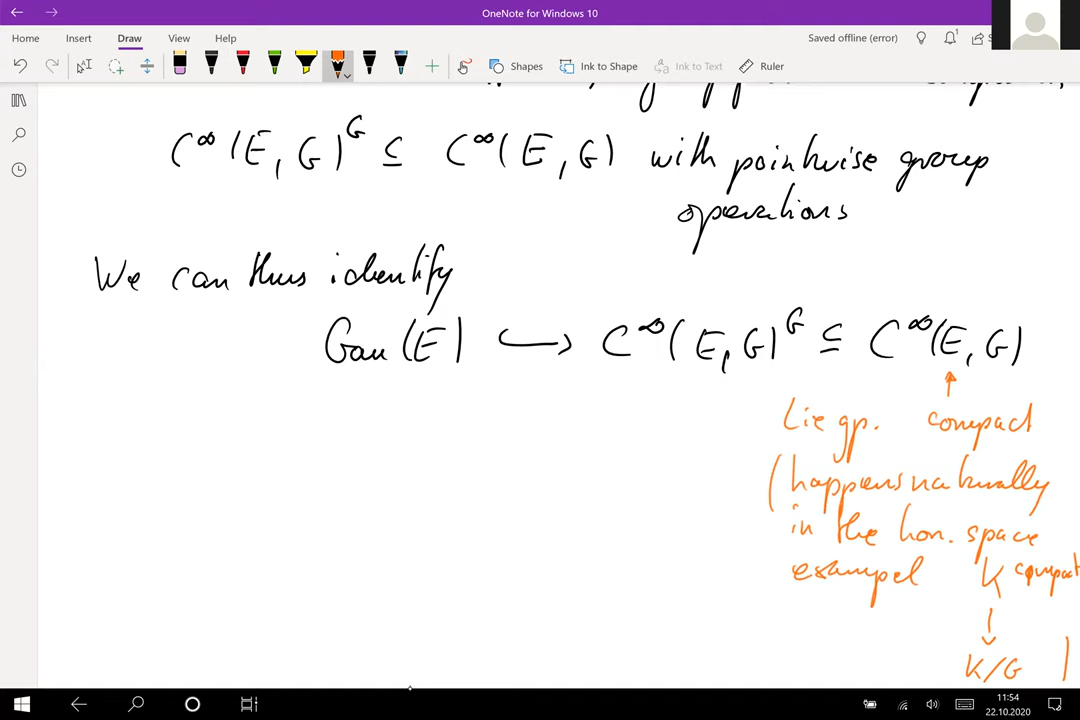 OneNote for Windows 10
Home Insert Draw View Help Saved offline (error)
Shapes Ink to Shape Ink to Text Ruler
C∞(E, G)^G ⊆ C∞(E, G) with pointwise group
operations
We can thus identify
Gau(E) ↪ C∞(E, G)^G ⊆ C∞(E, G)
↑
Lie gp. compact
(happens naturally
in the hom. space
exampel K compact
↓
K/G )
11:54
22.10.2020